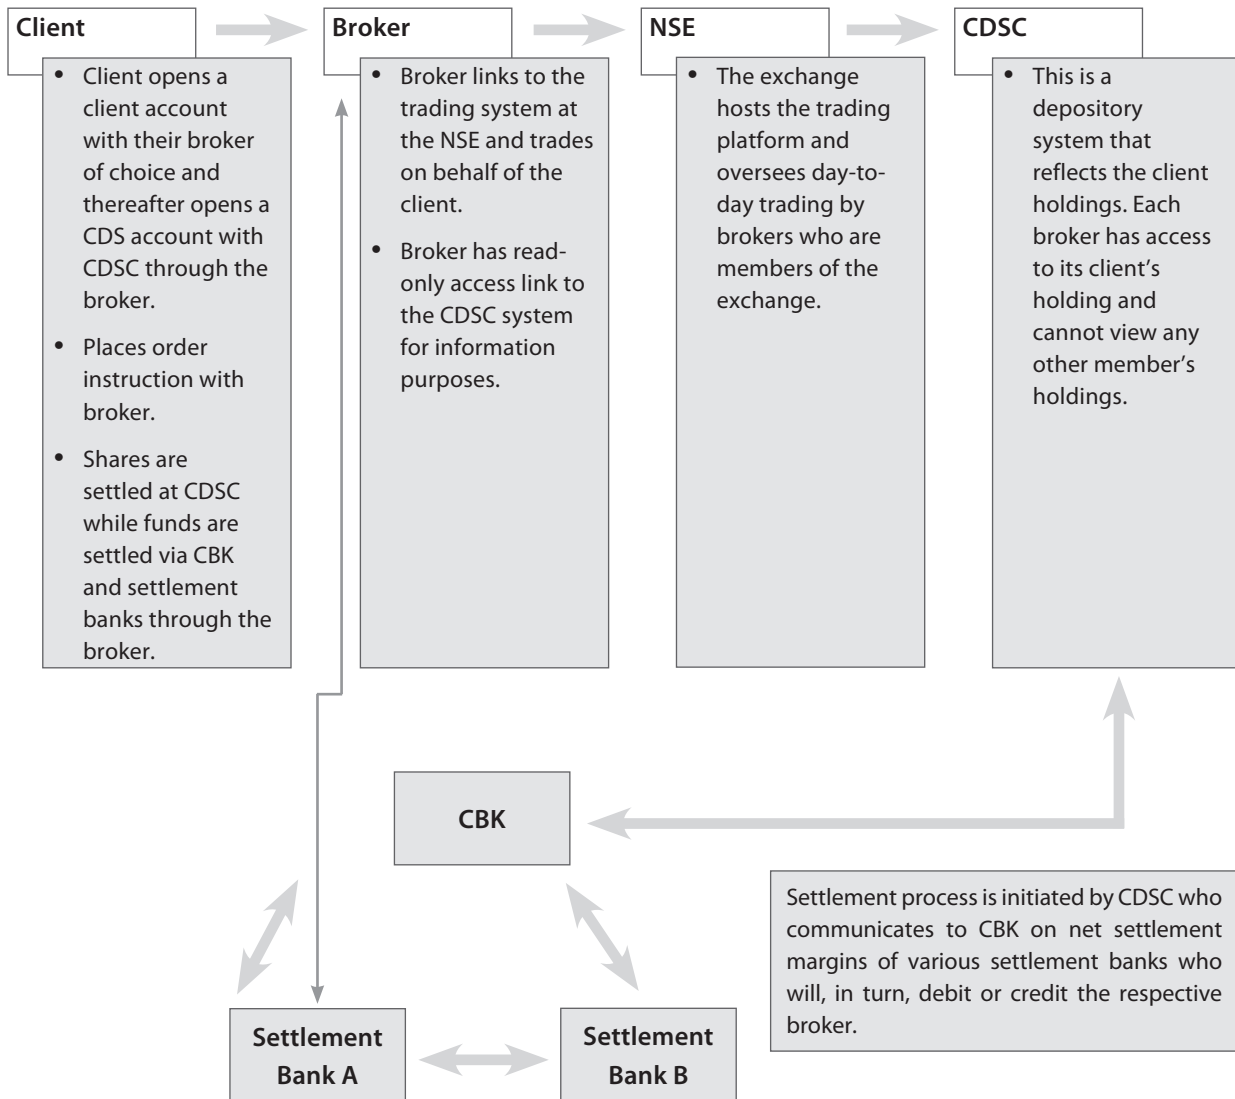 Client
• Client opens a
client account
with their broker
of choice and
thereafter opens a
CDS account with
CDSC through the
broker.
• Places order
instruction with
broker.
• Shares are
settled at CDSC
while funds are
settled via CBK
and settlement
banks through the
broker.
Broker
• Broker links to the
trading system at
the NSE and trades
on behalf of the
client.
• Broker has read-
only access link to
the CDSC system
for information
purposes.
NSE
• The exchange
hosts the trading
platform and
oversees day-to-
day trading by
brokers who are
members of the
exchange.
CDSC
• This is a
depository
system that
reflects the client
holdings. Each
broker has access
to its client's
holding and
cannot view any
other member's
holdings.
CBK
Settlement process is initiated by CDSC who
communicates to CBK on net settlement
margins of various settlement banks who
will, in turn, debit or credit the respective
broker.
Settlement
Bank A
Settlement
Bank B